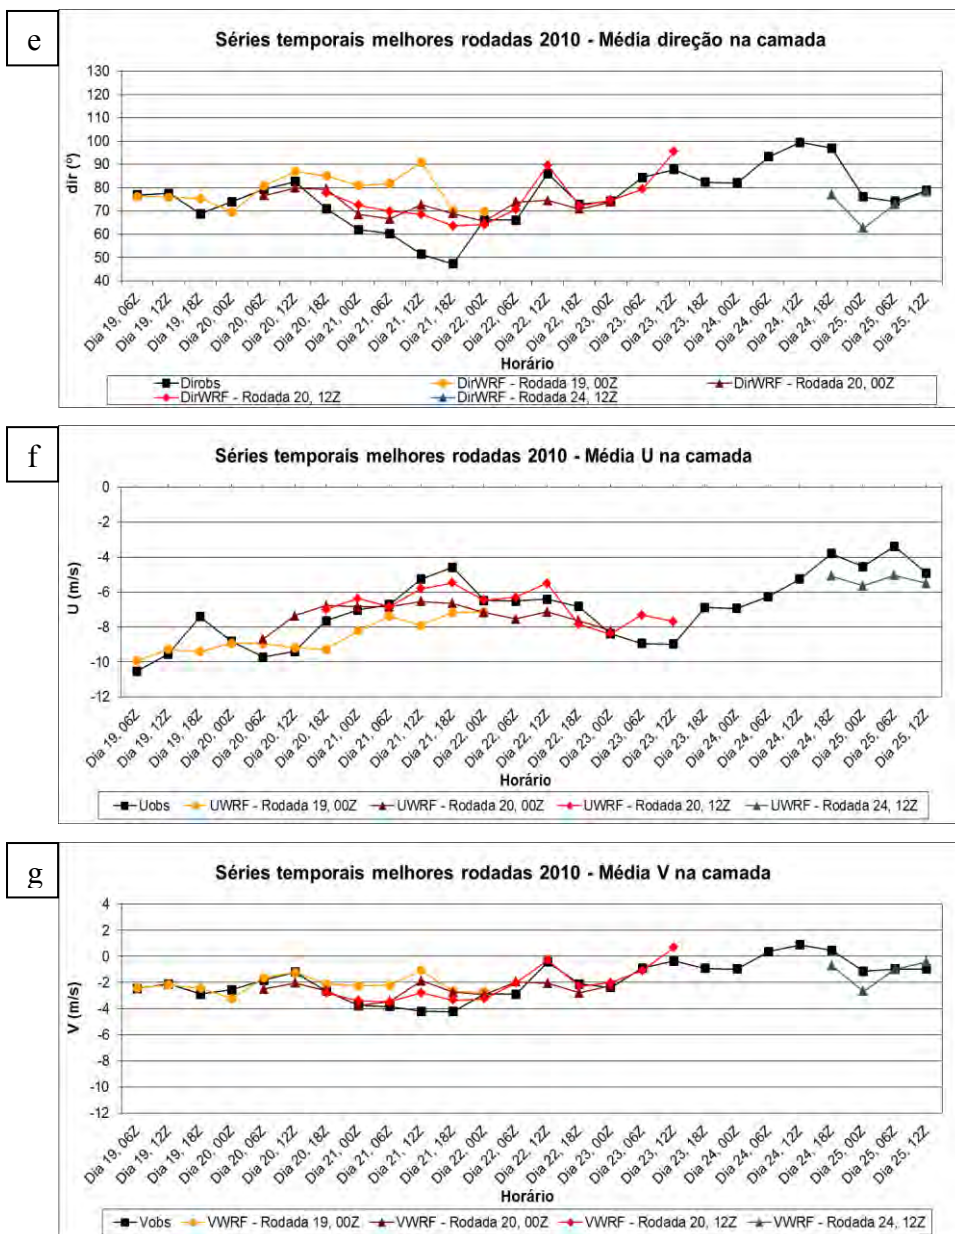 e
Séries temporais melhores rodadas 2010 - Média direção na camada
130
120
110
100
90
80
70
60
50
40
dir (º)
Dia 19, 06Z
Dia 19, 12Z
Dia 19, 18Z
Dia 20, 00Z
Dia 20, 06Z
Dia 20, 12Z
Dia 20, 18Z
Dia 21, 00Z
Dia 21, 06Z
Dia 21, 12Z
Dia 21, 18Z
Dia 22, 00Z
Dia 22, 06Z
Dia 22, 12Z
Dia 22, 18Z
Dia 23, 00Z
Dia 23, 06Z
Dia 23, 12Z
Dia 23, 18Z
Dia 24, 00Z
Dia 24, 06Z
Dia 24, 12Z
Dia 24, 18Z
Dia 25, 00Z
Dia 25, 06Z
Dia 25, 12Z
Horário
Dirobs DirWRF - Rodada 19, 00Z DirWRF - Rodada 20, 00Z
DirWRF - Rodada 20, 12Z DirWRF - Rodada 24, 12Z
f
Séries temporais melhores rodadas 2010 - Média U na camada
0
-2
-4
-6
-8
-10
-12
U (m/s)
Dia 19, 06Z
Dia 19, 12Z
Dia 19, 18Z
Dia 20, 00Z
Dia 20, 06Z
Dia 20, 12Z
Dia 20, 18Z
Dia 21, 00Z
Dia 21, 06Z
Dia 21, 12Z
Dia 21, 18Z
Dia 22, 00Z
Dia 22, 06Z
Dia 22, 12Z
Dia 22, 18Z
Dia 23, 00Z
Dia 23, 06Z
Dia 23, 12Z
Dia 23, 18Z
Dia 24, 00Z
Dia 24, 06Z
Dia 24, 12Z
Dia 24, 18Z
Dia 25, 00Z
Dia 25, 06Z
Dia 25, 12Z
Horário
Uobs UWRF - Rodada 19, 00Z UWRF - Rodada 20, 00Z UWRF - Rodada 20, 12Z UWRF - Rodada 24, 12Z
g
Séries temporais melhores rodadas 2010 - Média V na camada
4
2
0
-2
-4
-6
-8
-10
-12
V (m/s)
Dia 19, 06Z
Dia 19, 12Z
Dia 19, 18Z
Dia 20, 00Z
Dia 20, 06Z
Dia 20, 12Z
Dia 20, 18Z
Dia 21, 00Z
Dia 21, 06Z
Dia 21, 12Z
Dia 21, 18Z
Dia 22, 00Z
Dia 22, 06Z
Dia 22, 12Z
Dia 22, 18Z
Dia 23, 00Z
Dia 23, 06Z
Dia 23, 12Z
Dia 23, 18Z
Dia 24, 00Z
Dia 24, 06Z
Dia 24, 12Z
Dia 24, 18Z
Dia 25, 00Z
Dia 25, 06Z
Dia 25, 12Z
Horário
Vobs VWRF - Rodada 19, 00Z VWRF - Rodada 20, 00Z VWRF - Rodada 20, 12Z VWRF - Rodada 24, 12Z